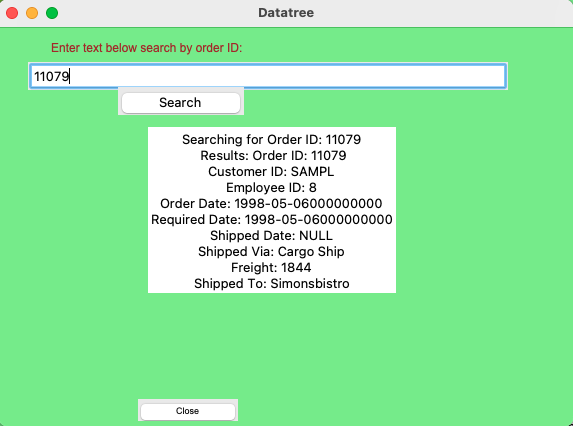 Datatree
Enter text below search by order ID:
11079
Search
Searching for Order ID: 11079
Results: Order ID: 11079
Customer ID: SAMPL
Employee ID: 8
Order Date: 1998-05-06000000000
Required Date: 1998-05-06000000000
Shipped Date: NULL
Shipped Via: Cargo Ship
Freight: 1844
Shipped To: Simonsbistro
Close